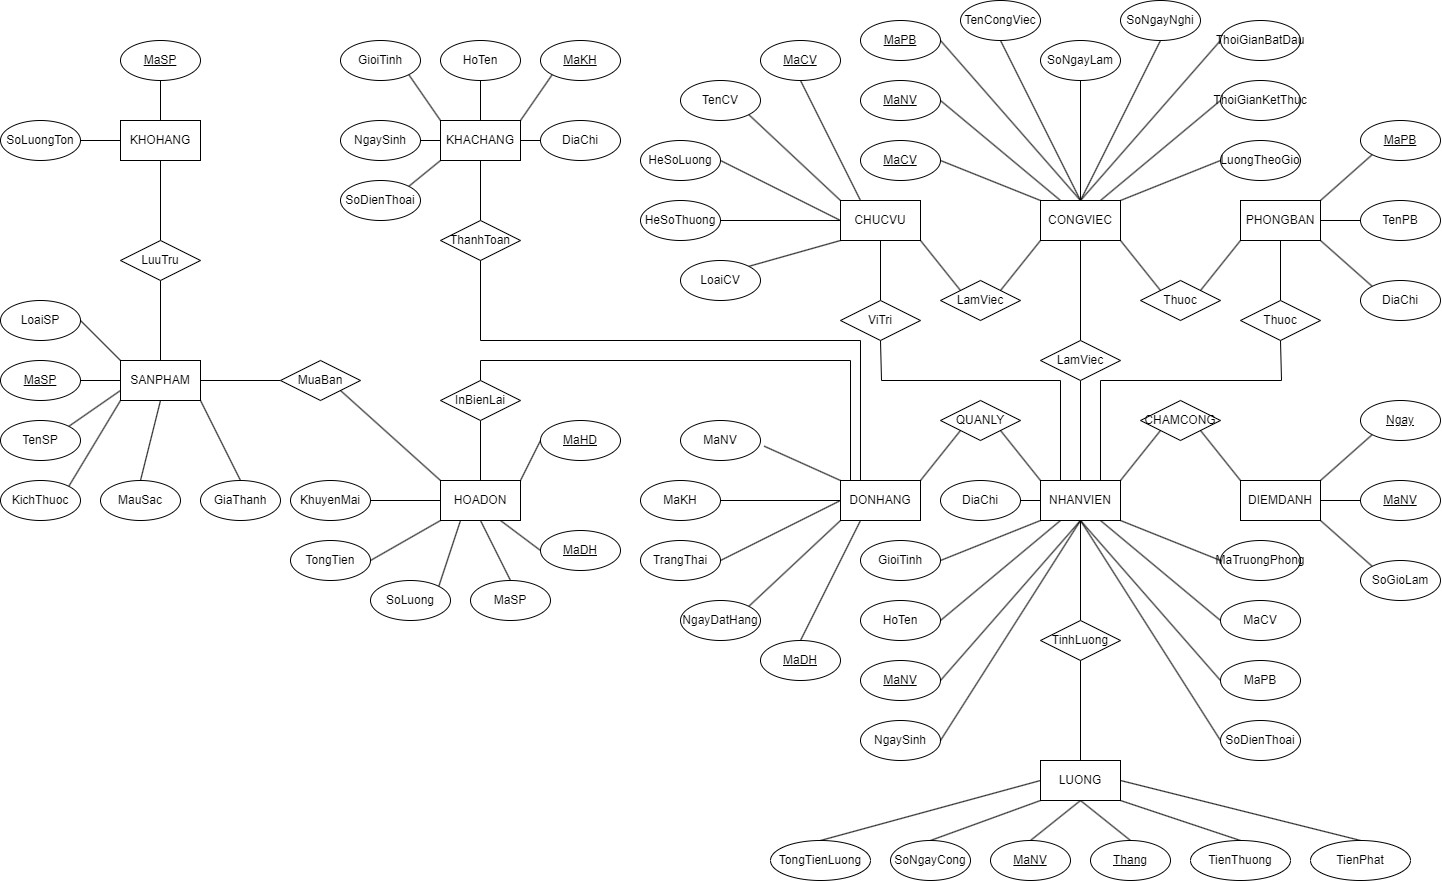 TenCongViec
SoNgayNghi
MaPB
ThoiGianBatDau
MaSP
GioiTinh
HoTen
MaKH
MaCV
SoNgayLam
TenCV
MaNV
ThoiGianKetThuc
SoLuongTon
KHOHANG
NgaySinh
KHACHANG
DiaChi
MaPB
HeSoLuong
MaCV
LuongTheoGio
SoDienThoai
HeSoThuong
CHUCVU
CONGVIEC
PHONGBAN
TenPB
ThanhToan
LuuTru
LoaiCV
LamViec
Thuoc
DiaChi
LoaiSP
ViTri
Thuoc
LamViec
MaSP
SANPHAM
MuaBan
InBienLai
QUANLY
CHAMCONG
Ngay
TenSP
MaHD
MaNV
KichThuoc
MauSac
GiaThanh
KhuyenMai
HOADON
MaKH
DONHANG
DiaChi
NHANVIEN
DIEMDANH
MaNV
MaDH
TongTien
TrangThai
GioiTinh
MaTruongPhong
SoGioLam
SoLuong
MaSP
NgayDatHang
HoTen
MaCV
TinhLuong
MaDH
MaNV
MaPB
NgaySinh
SoDienThoai
LUONG
TongTienLuong
SoNgayCong
MaNV
Thang
TienThuong
TienPhat